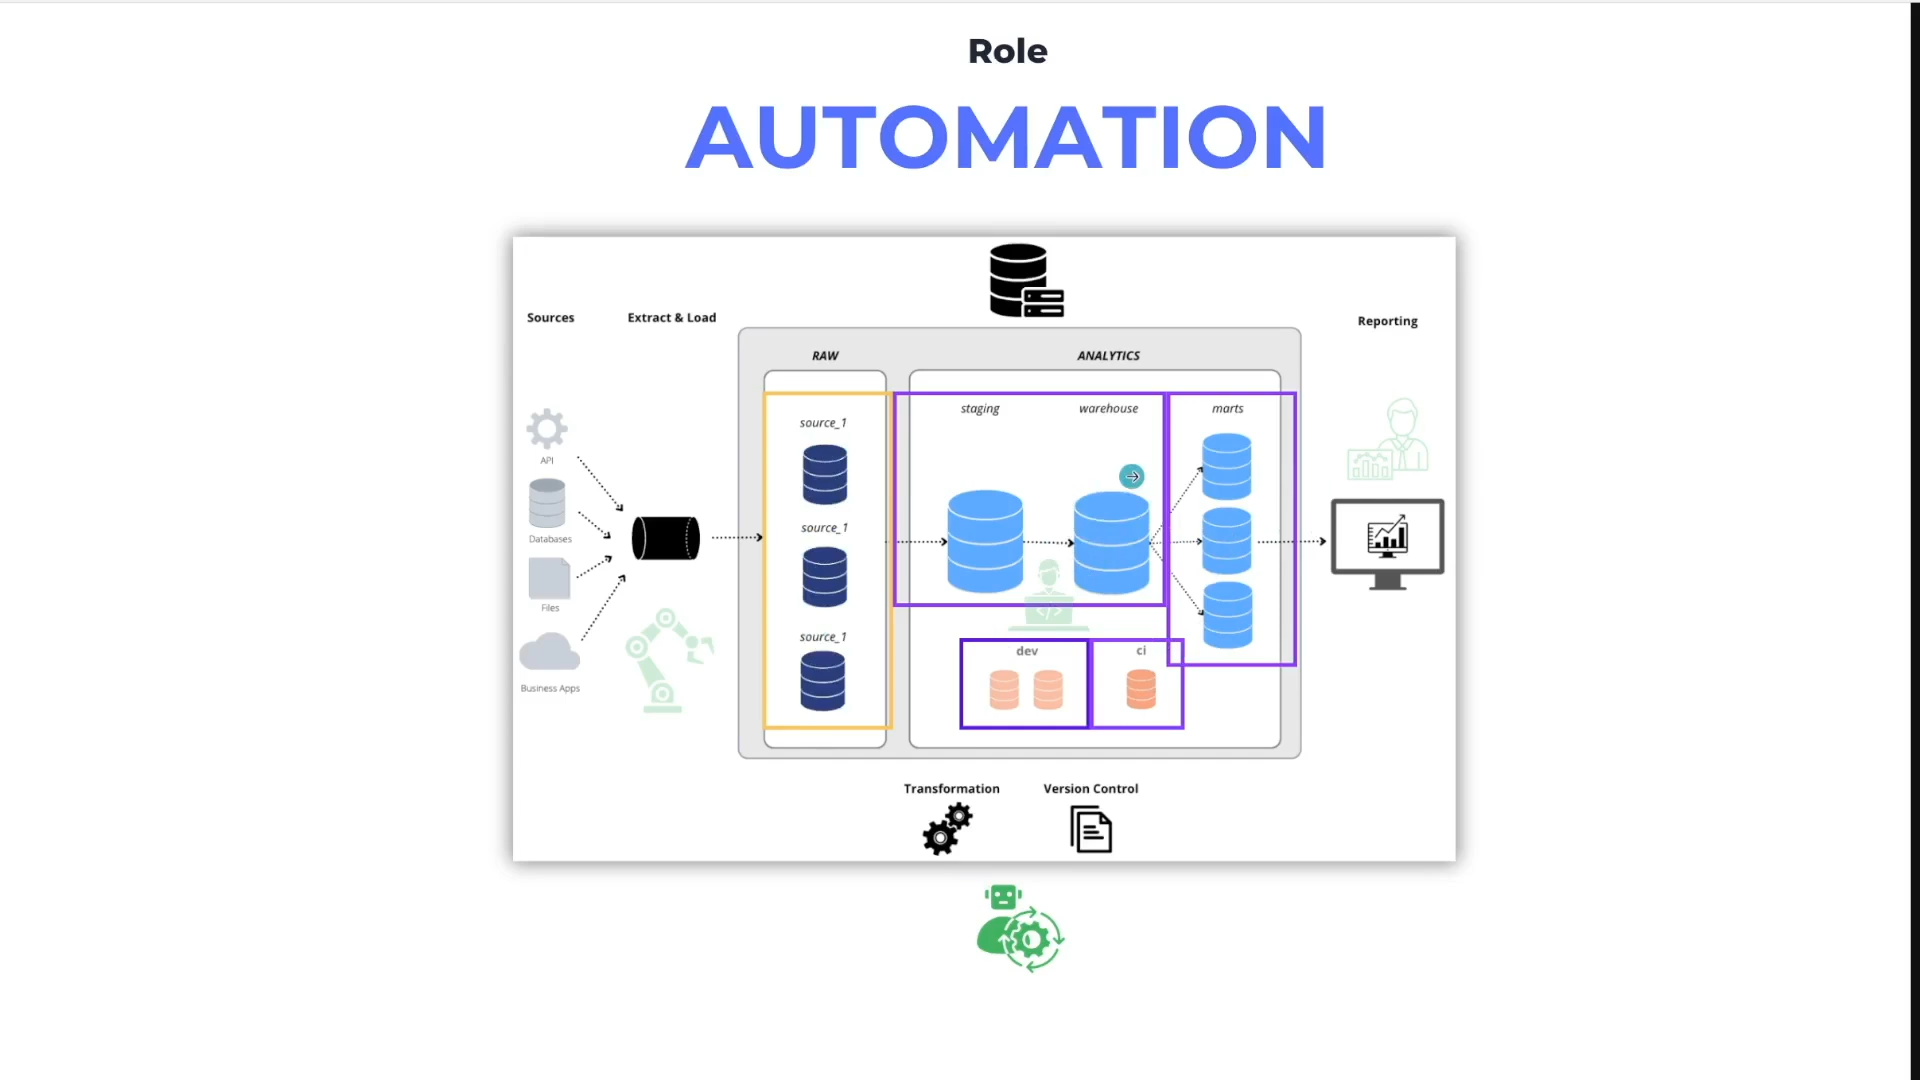 Role
AUTOMATION
Sources
Extract & Load
Reporting
RAW
ANALYTICS
source_1
staging
warehouse
marts
API
source_1
Databases
Files
source_1
dev
ci
Business Apps
Transformation
Version Control